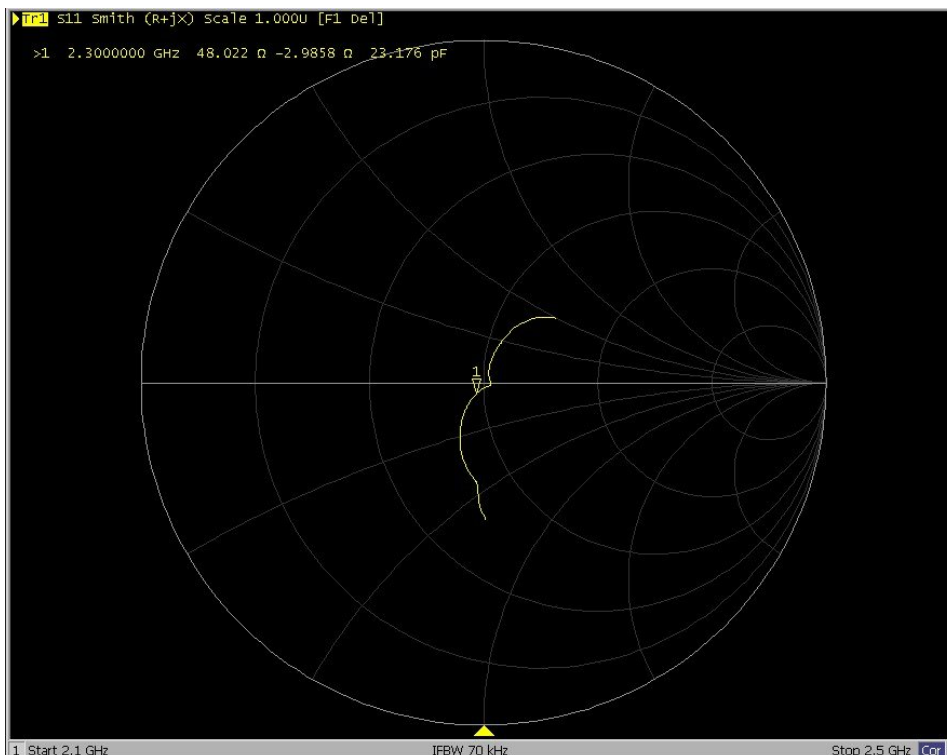 Tr1 S11 Smith (R+jX) Scale 1.000U [F1 Del]
>1 2.3000000 GHz 48.022 Ω -2.9858 Ω 23.176 pF
1
1 Start 2.1 GHz IFBW 70 kHz Stop 2.5 GHz Cor